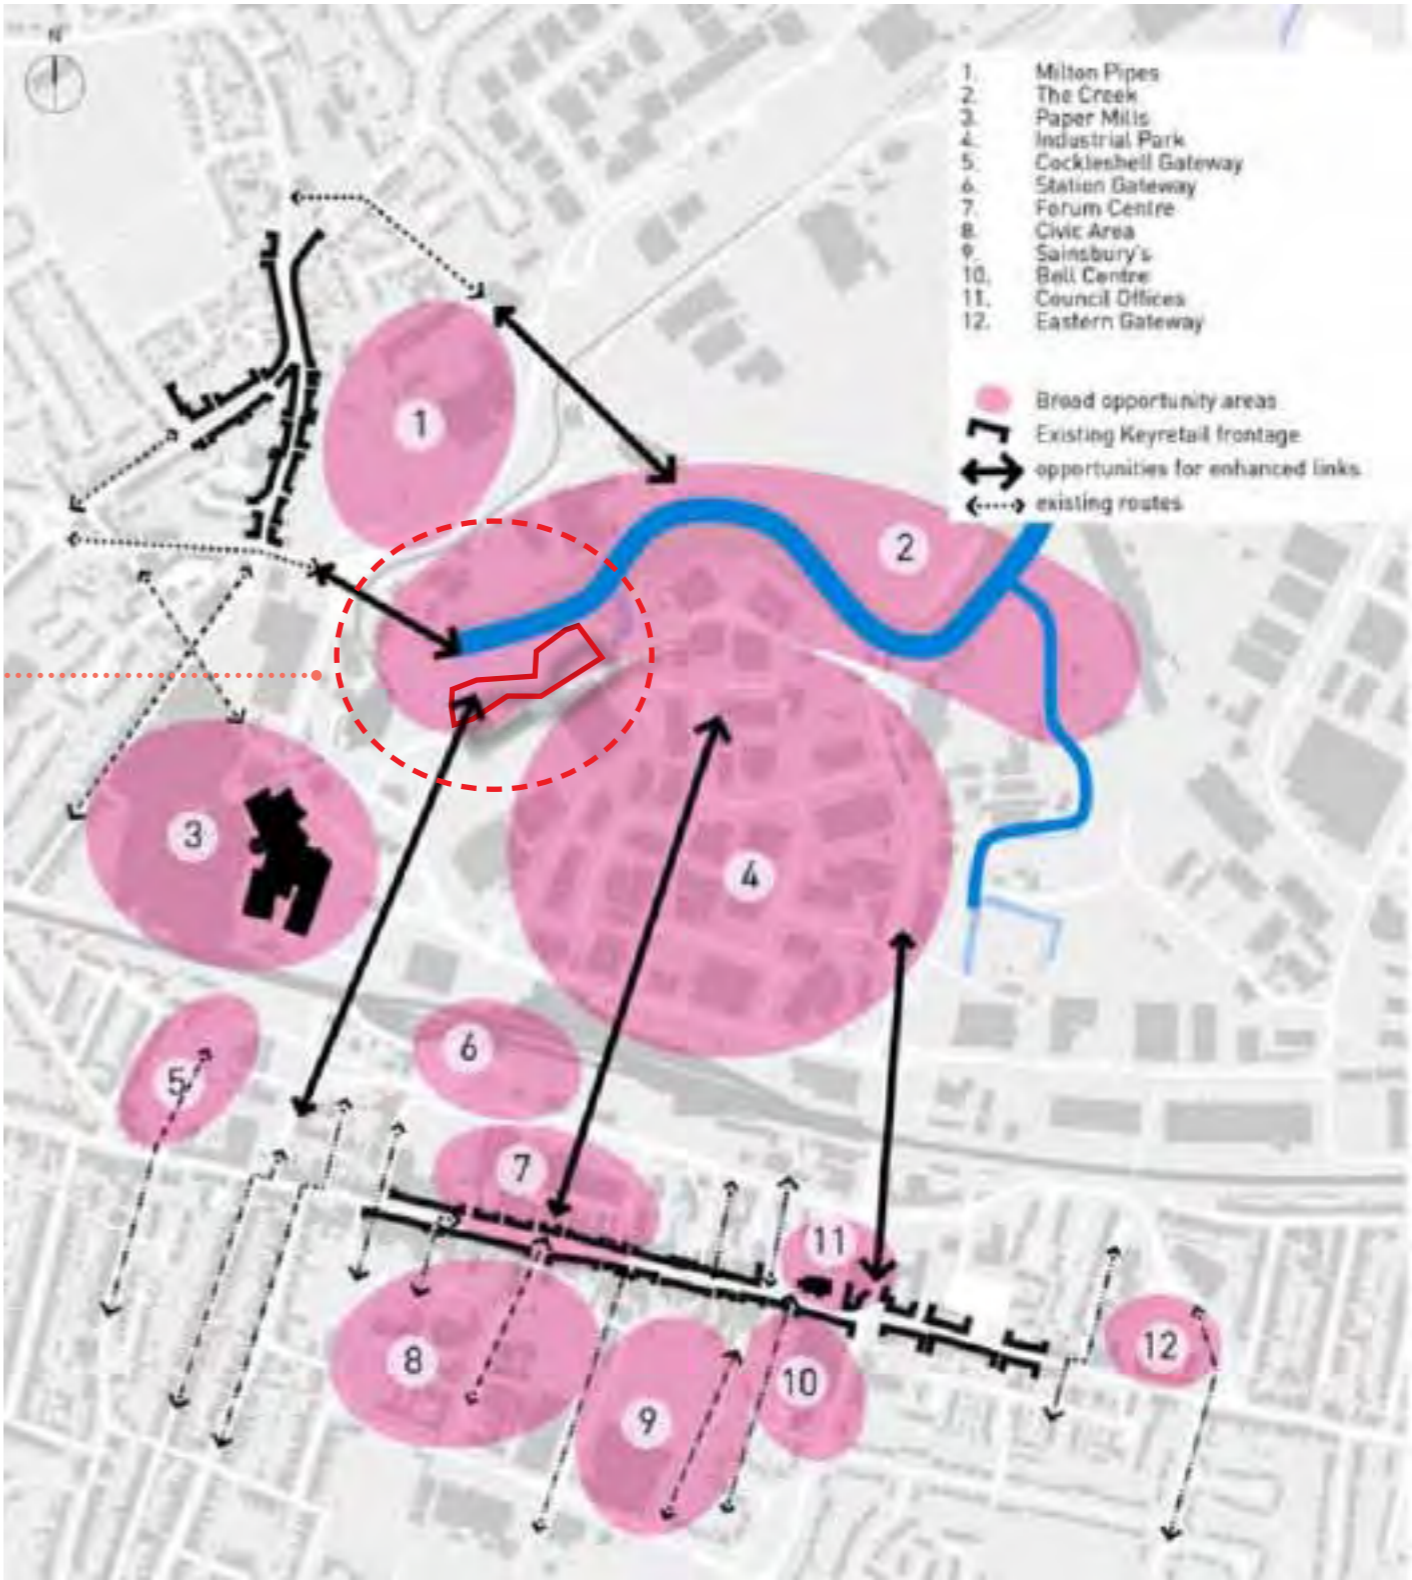 N
1. Milton Pipes
2. The Creek
3. Paper Mills
4. Industrial Park
5. Cockleshell Gateway
6. Station Gateway
7. Forum Centre
8. Civic Area
9. Sainsbury's
10. Bell Centre
11. Council Offices
12. Eastern Gateway
Broad opportunity areas
Existing Keyretail frontage
opportunities for enhanced links
existing routes
1
2
3
4
5
6
7
8
9
10
11
12